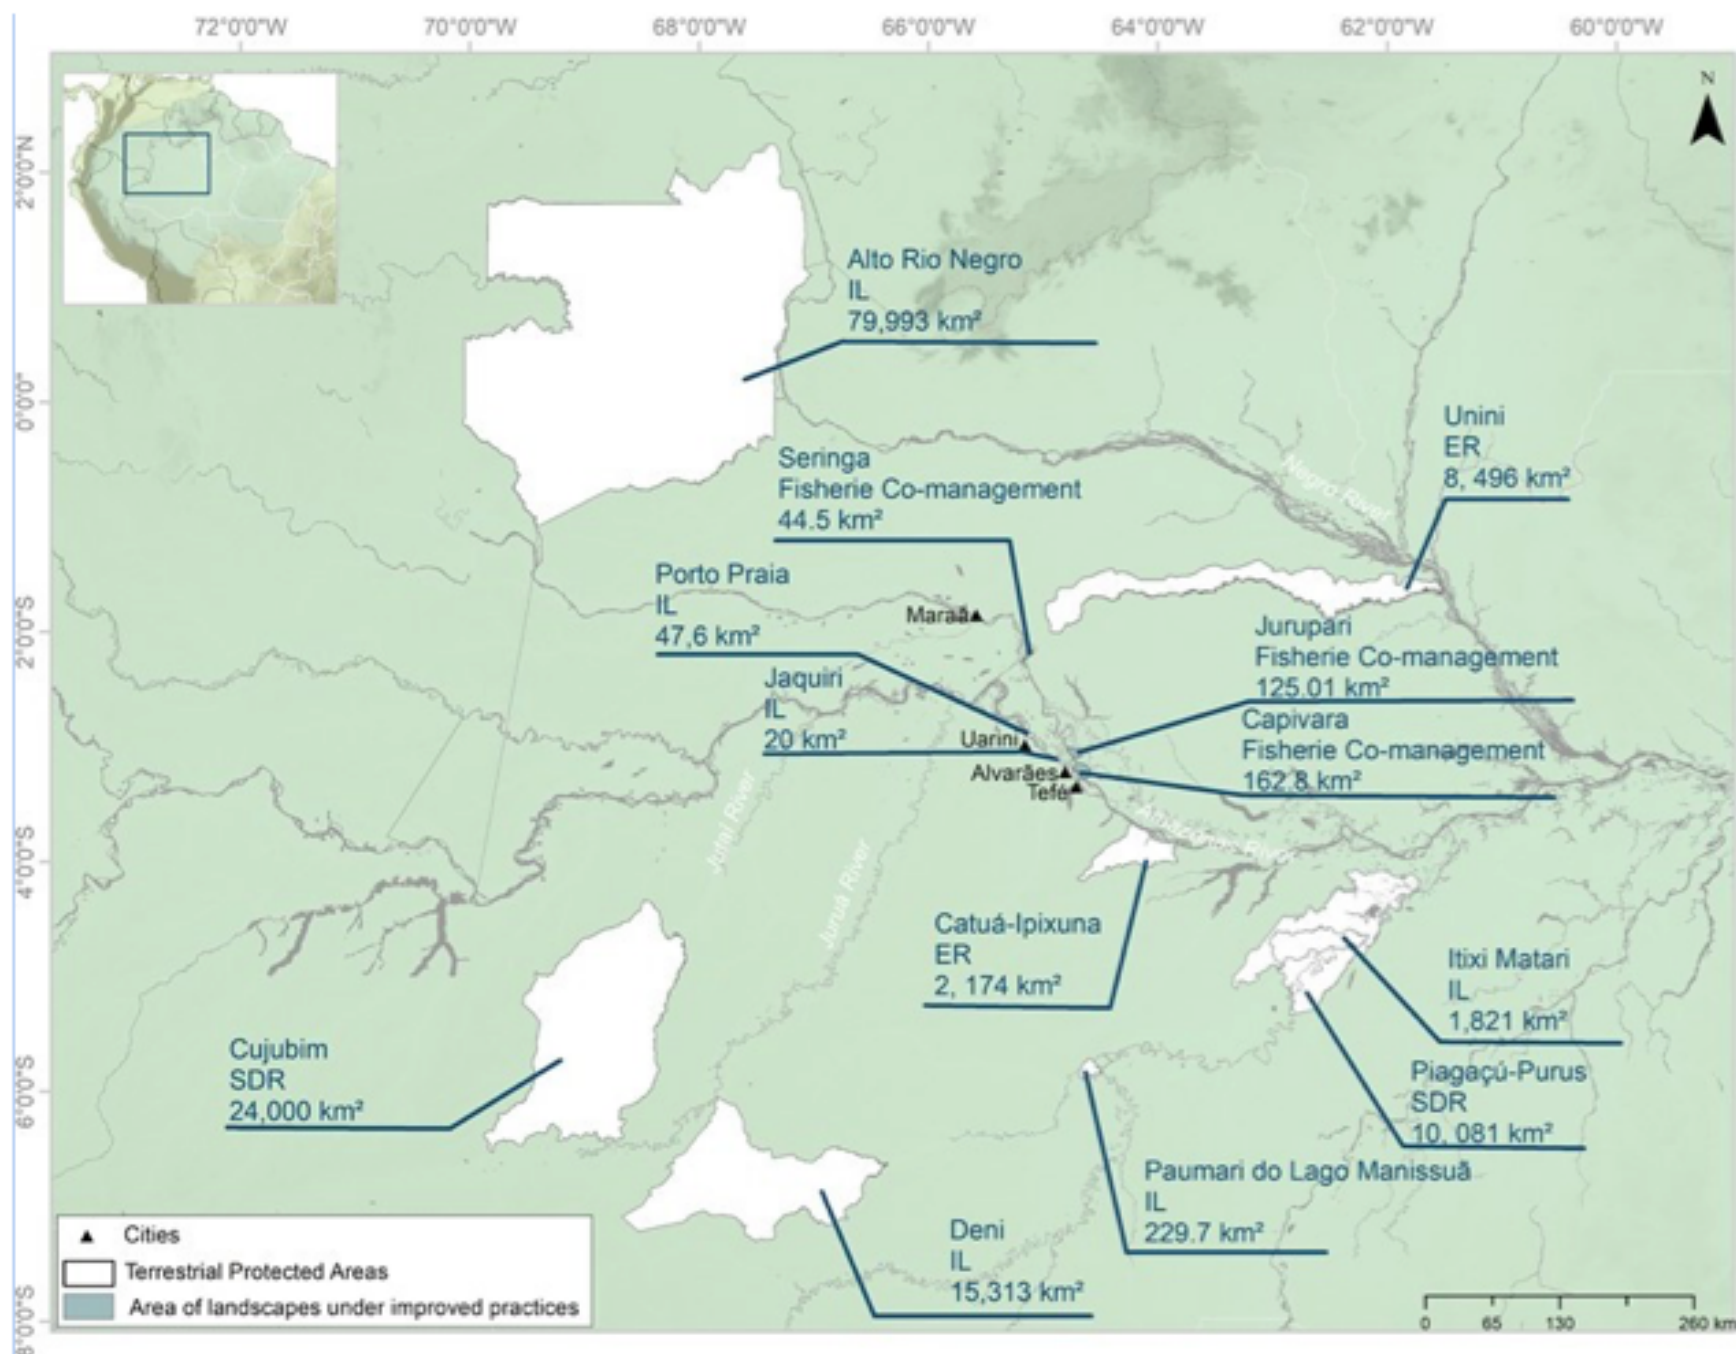 72°0'0"W
70°0'0"W
68°0'0"W
66°0'0"W
64°0'0"W
62°0'0"W
60°0'0"W
N
2°0'0"N
0°0'0"
2°0'0"S
4°0'0"S
6°0'0"S
8°0'0"S
Alto Rio Negro
IL
79,993 km²
Unini
ER
8, 496 km²
Negro River
Seringa
Fisherie Co-management
44.5 km²
Porto Praia
IL
47,6 km²
Maraã
Jurupari
Fisherie Co-management
125.01 km²
Jaquiri
IL
20 km²
Capivara
Fisherie Co-management
162.8 km²
Uarini
Alvarães
Tefé
Amazonas River
Jutaí River
Juruá River
Catuá-Ipixuna
ER
2, 174 km²
Itixi Matari
IL
1,821 km²
Cujubim
SDR
24,000 km²
Piagaçú-Purus
SDR
10, 081 km²
Paumari do Lago Manissuã
IL
229.7 km²
Deni
IL
15,313 km²
Cities
Terrestrial Protected Areas
Area of landscapes under improved practices
0 65 130 260 km